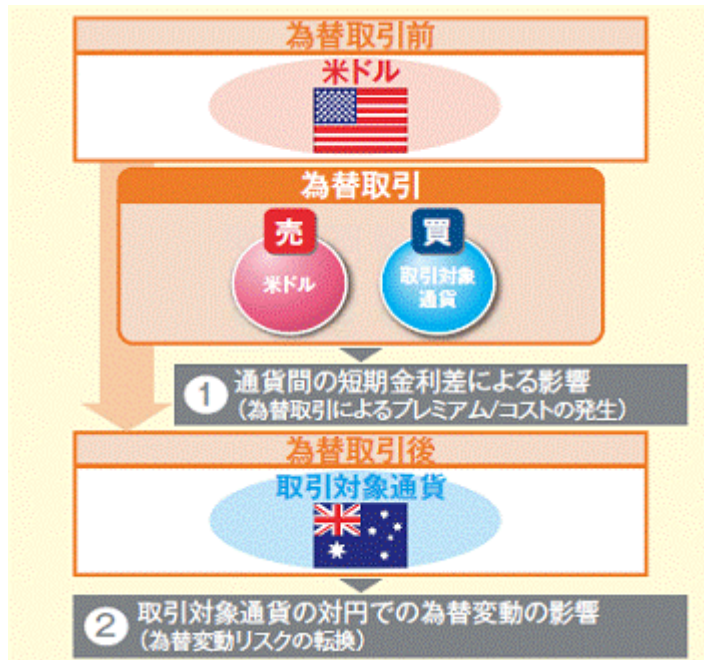 為替取引前
米ドル
為替取引
売
買
米ドル
取引対象
通貨
① 通貨間の短期金利差による影響
(為替取引によるプレミアム/コストの発生)
為替取引後
取引対象通貨
② 取引対象通貨の対円での為替変動の影響
(為替変動リスクの転換)